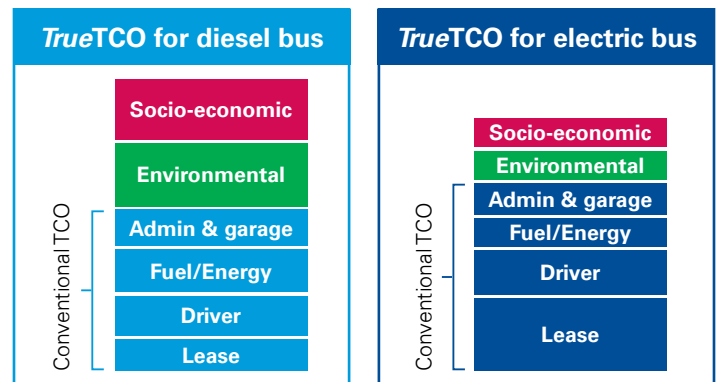 TrueTCO for diesel bus
Socio-economic
Environmental
Admin & garage
Fuel/Energy
Driver
Lease
Conventional TCO
TrueTCO for electric bus
Socio-economic
Environmental
Admin & garage
Fuel/Energy
Driver
Lease
Conventional TCO